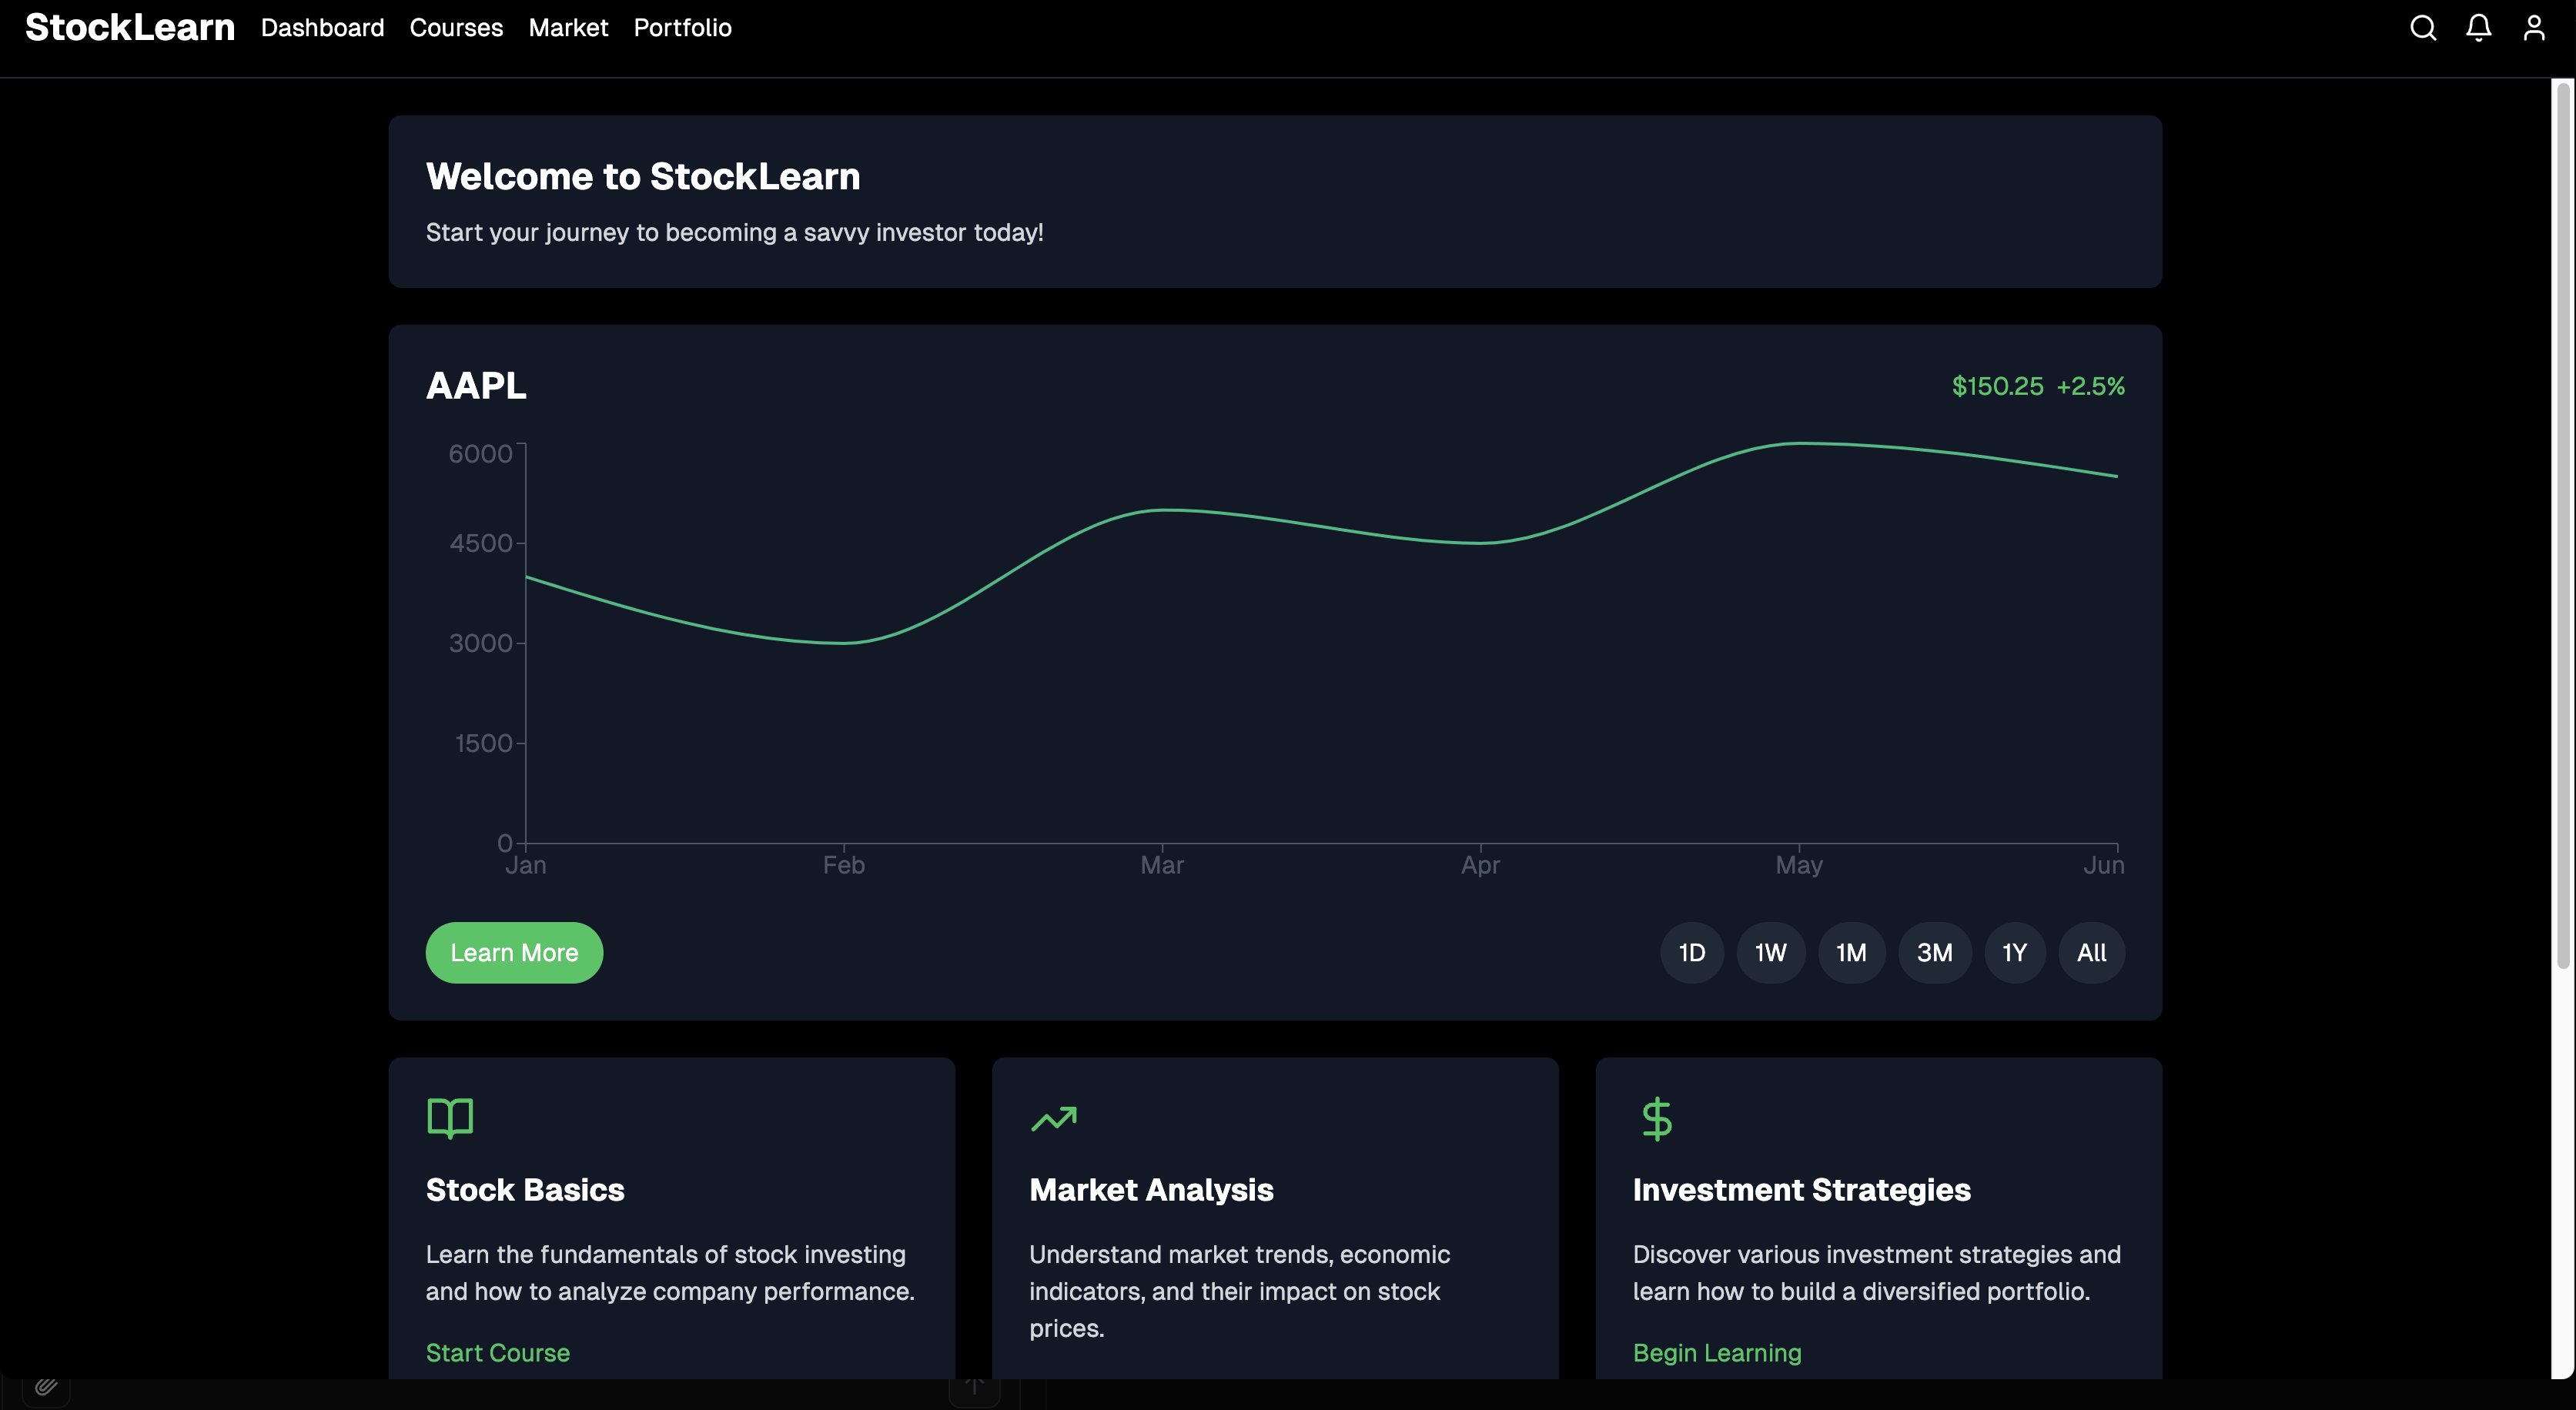 StockLearn Dashboard Courses Market Portfolio
Welcome to StockLearn
Start your journey to becoming a savvy investor today!
AAPL
$150.25 +2.5%
6000
4500
3000
1500
0
Jan Feb Mar Apr May Jun
Learn More
1D 1W 1M 3M 1Y All
Stock Basics
Learn the fundamentals of stock investing
and how to analyze company performance.
Start Course
Market Analysis
Understand market trends, economic
indicators, and their impact on stock
prices.
Investment Strategies
Discover various investment strategies and
learn how to build a diversified portfolio.
Begin Learning